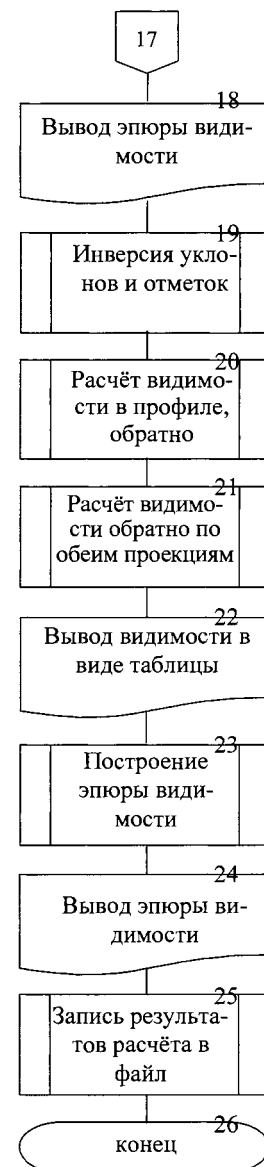 17
18
Вывод эпюры види-
мости
19
Инверсия укло-
нов и отметок
20
Расчёт видимо-
сти в профиле,
обратно
21
Расчёт видимо-
сти обратно по
обеим проекциям
22
Вывод видимости в
виде таблицы
23
Построение
эпюры види-
мости
24
Вывод эпюры ви-
димости
25
Запись результа-
тов расчёта в
файл
26
конец